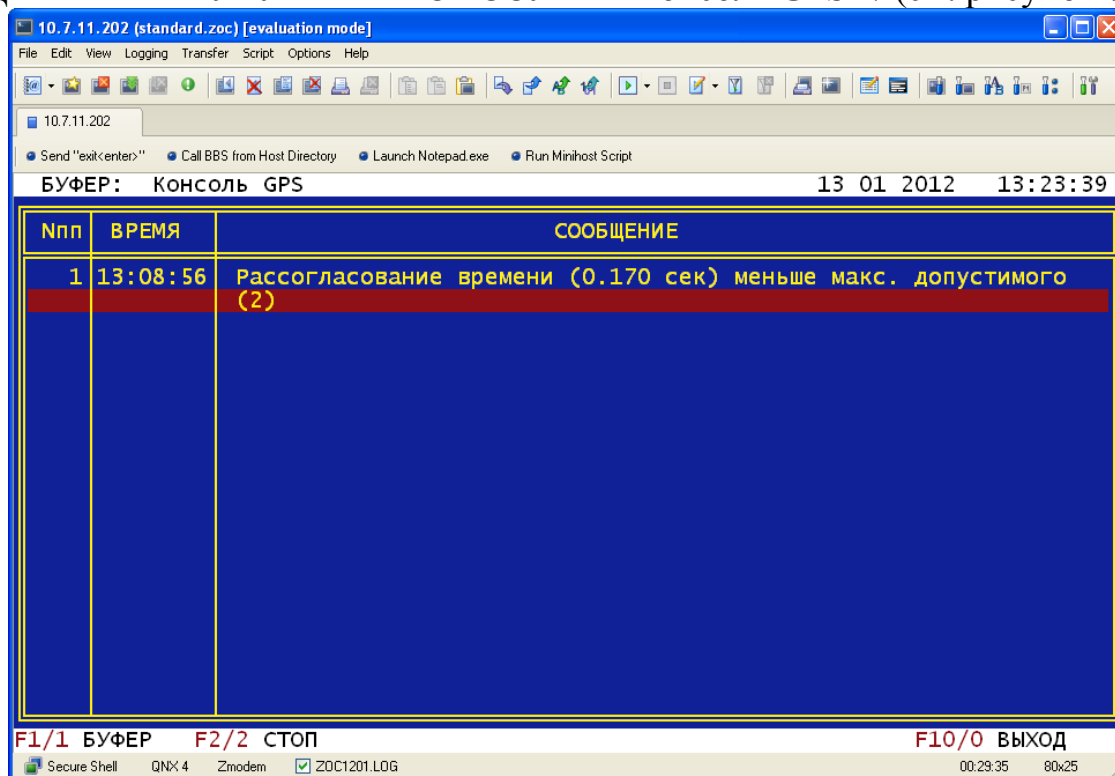 10.7.11.202 (standard.zoc) [evaluation mode]
File Edit View Logging Transfer Script Options Help
10.7.11.202
Send "exit<enter>" Call BBS from Host Directory Launch Notepad.exe Run Minihost Script
БУФЕР: Консоль GPS 13 01 2012 13:23:39
Nпп ВРЕМЯ СООБЩЕНИЕ
1 13:08:56 Рассогласование времени (0.170 сек) меньше макс. допустимого
(2)
F1/1 БУФЕР F2/2 СТОП F10/0 ВЫХОД
Secure Shell QNX 4 Zmodem ZOC1201.LOG 00:29:35 80x25